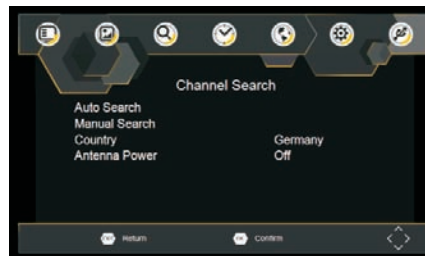 Channel Search
Auto Search
Manual Search
Country Germany
Antenna Power Off
Return Confirm